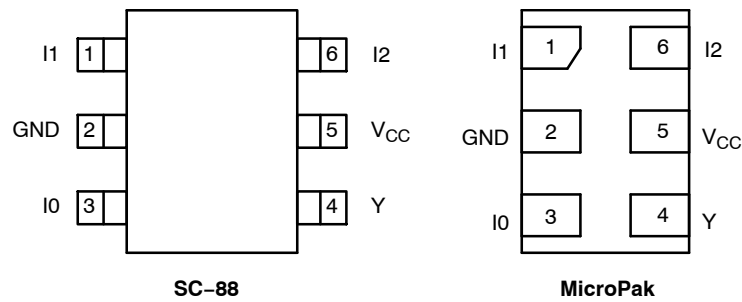 I1 1 6 I2
GND 2 5 VCC
I0 3 4 Y
SC−88
I1 1 6 I2
GND 2 5 VCC
I0 3 4 Y
MicroPak